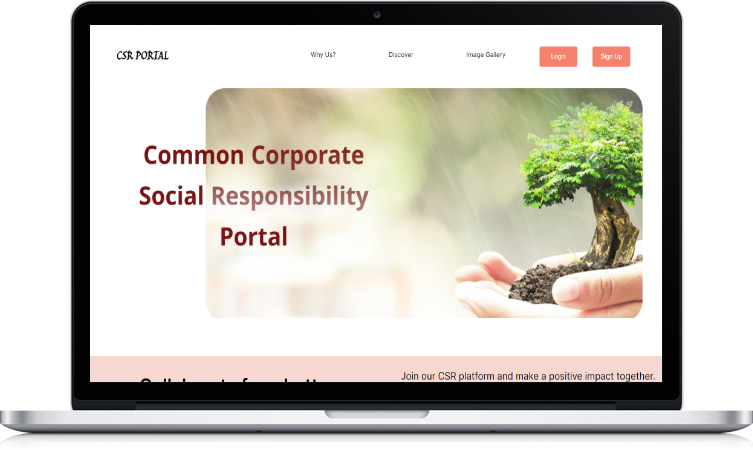 CSR PORTAL
Why Us?
Discover
Image Gallery
Login
Sign Up
Common Corporate
Social Responsibility
Portal
Join our CSR platform and make a positive impact together.